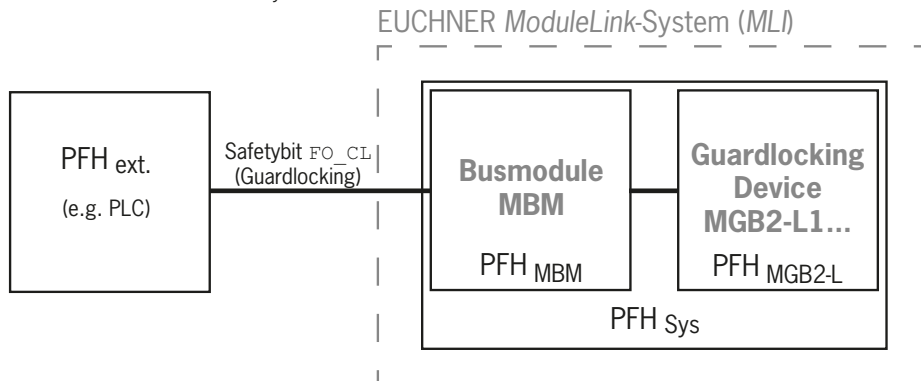 EUCHNER ModuleLink-System (MLI)
PFH ext.
(e.g. PLC)
Safetybit FO_CL
(Guardlocking)
Busmodule
MBM
PFH MBM
Guardlocking
Device
MGB2-L1...
PFH MGB2-L
PFH Sys